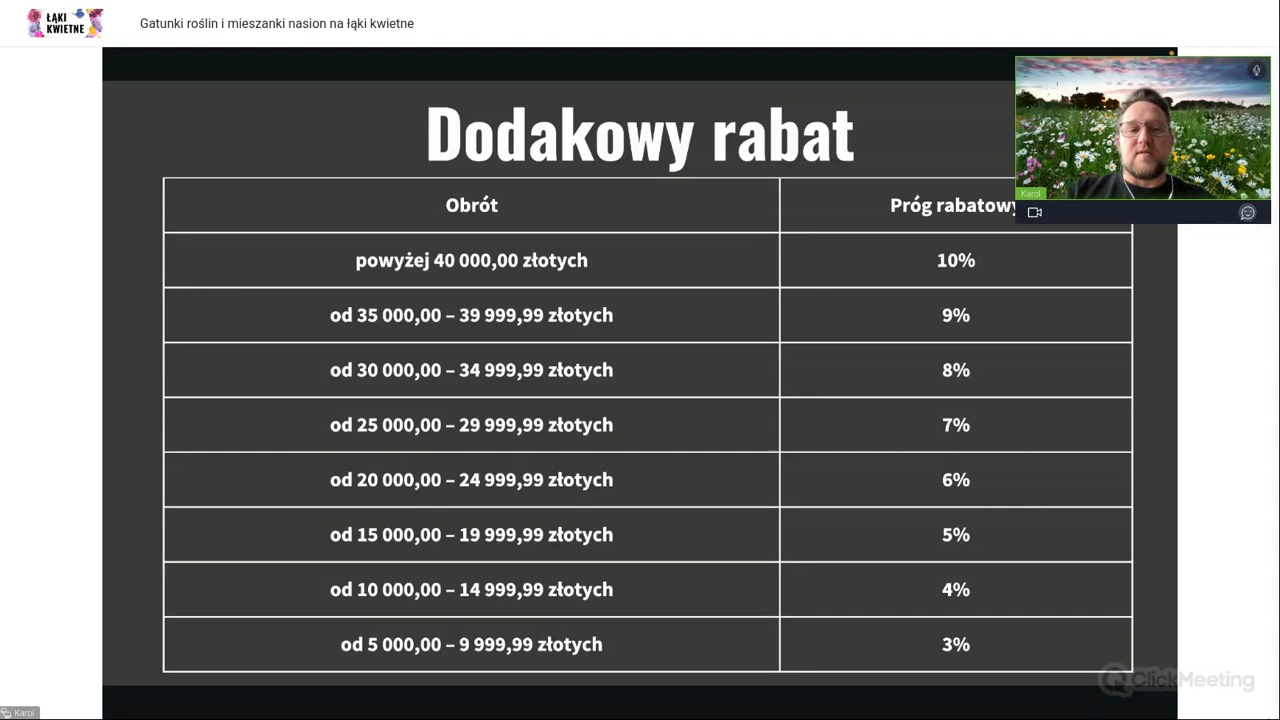 ŁĄKI
KWIETNE
Gatunki roślin i mieszanki nasion na łąki kwietne
Dodakowy rabat
Obrót Próg rabatowy
powyżej 40 000,00 złotych 10%
od 35 000,00 – 39 999,99 złotych 9%
od 30 000,00 – 34 999,99 złotych 8%
od 25 000,00 – 29 999,99 złotych 7%
od 20 000,00 – 24 999,99 złotych 6%
od 15 000,00 – 19 999,99 złotych 5%
od 10 000,00 – 14 999,99 złotych 4%
od 5 000,00 – 9 999,99 złotych 3%
Karol
ClickMeeting
Karol